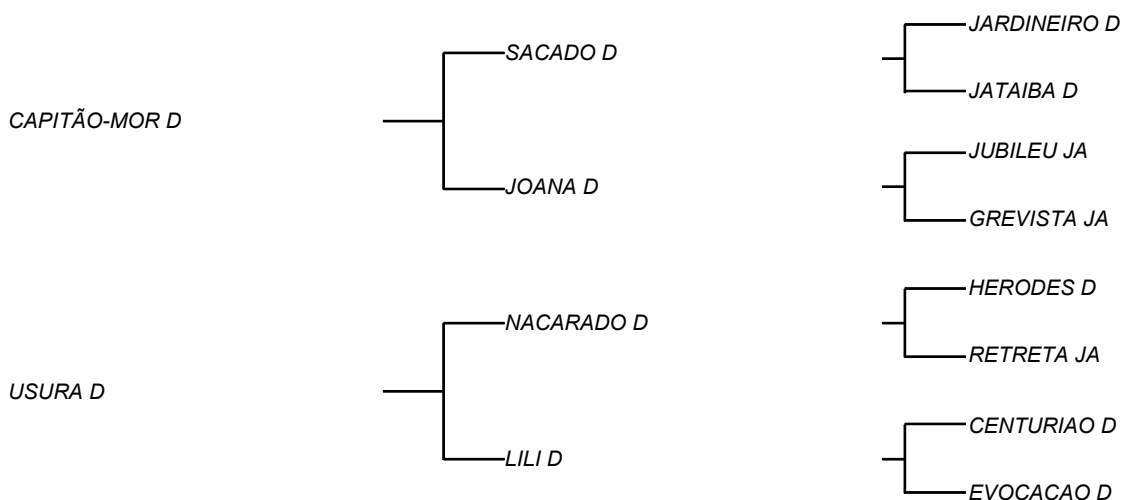 JARDINEIRO D
SACADO D
JATAIBA D
CAPITÃO-MOR D
JUBILEU JA
JOANA D
GREVISTA JA
HERODES D
NACARADO D
RETRETA JA
USURA D
CENTURIAO D
LILI D
EVOCACAO D